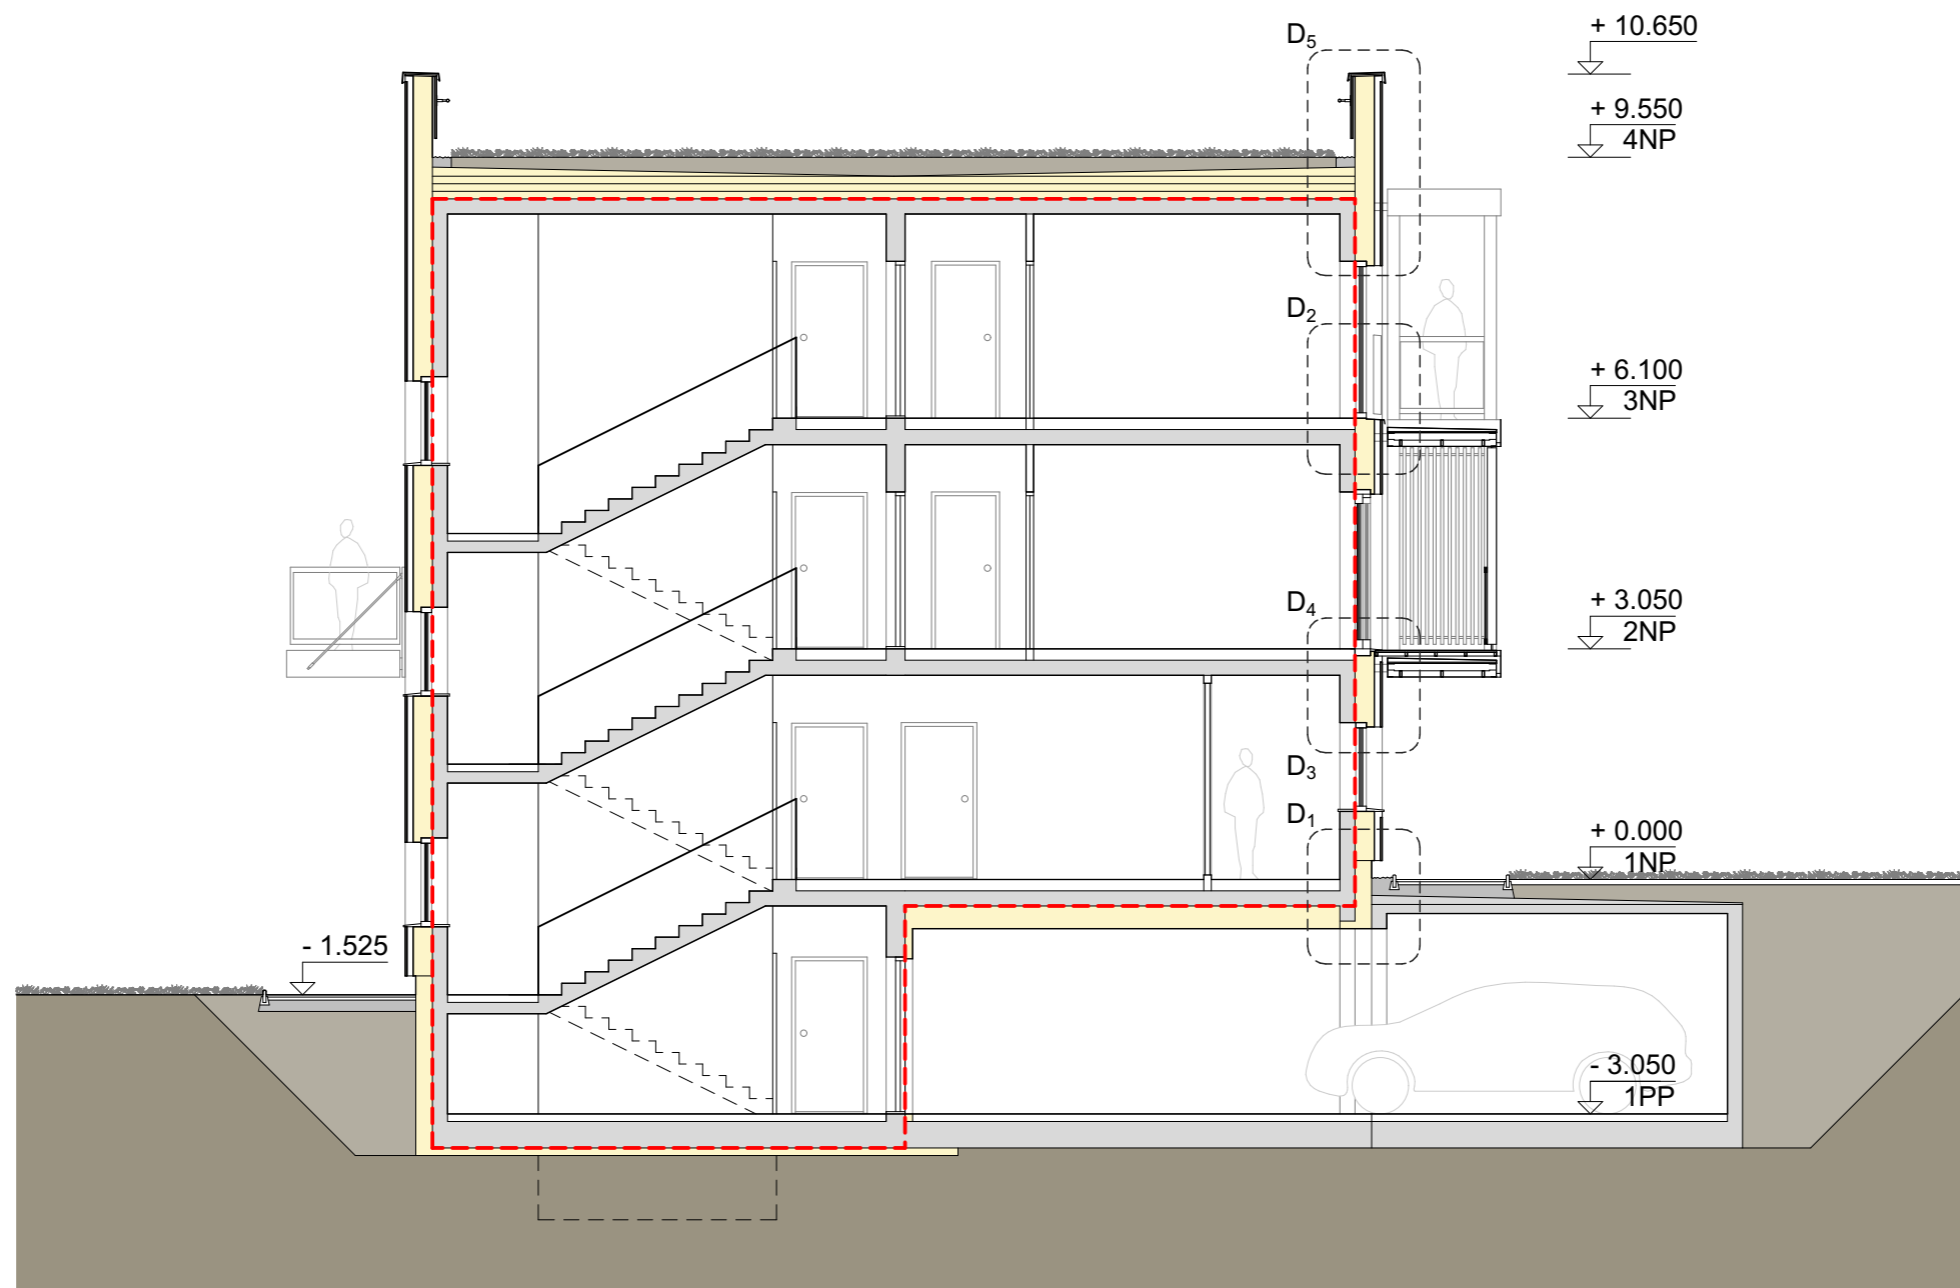 D5
+ 10.650
+ 9.550
4NP
D2
+ 6.100
3NP
D4
+ 3.050
2NP
D3
D1
+ 0.000
1NP
- 1.525
- 3.050
1PP